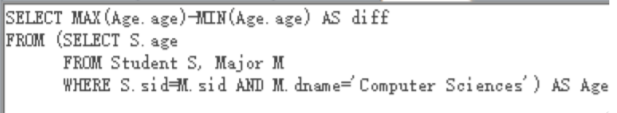 SELECT MAX(Age.age)-MIN(Age.age) AS diff
FROM (SELECT S.age
FROM Student S, Major M
WHERE S.sid=M.sid AND M.dname='Computer Sciences') AS Age